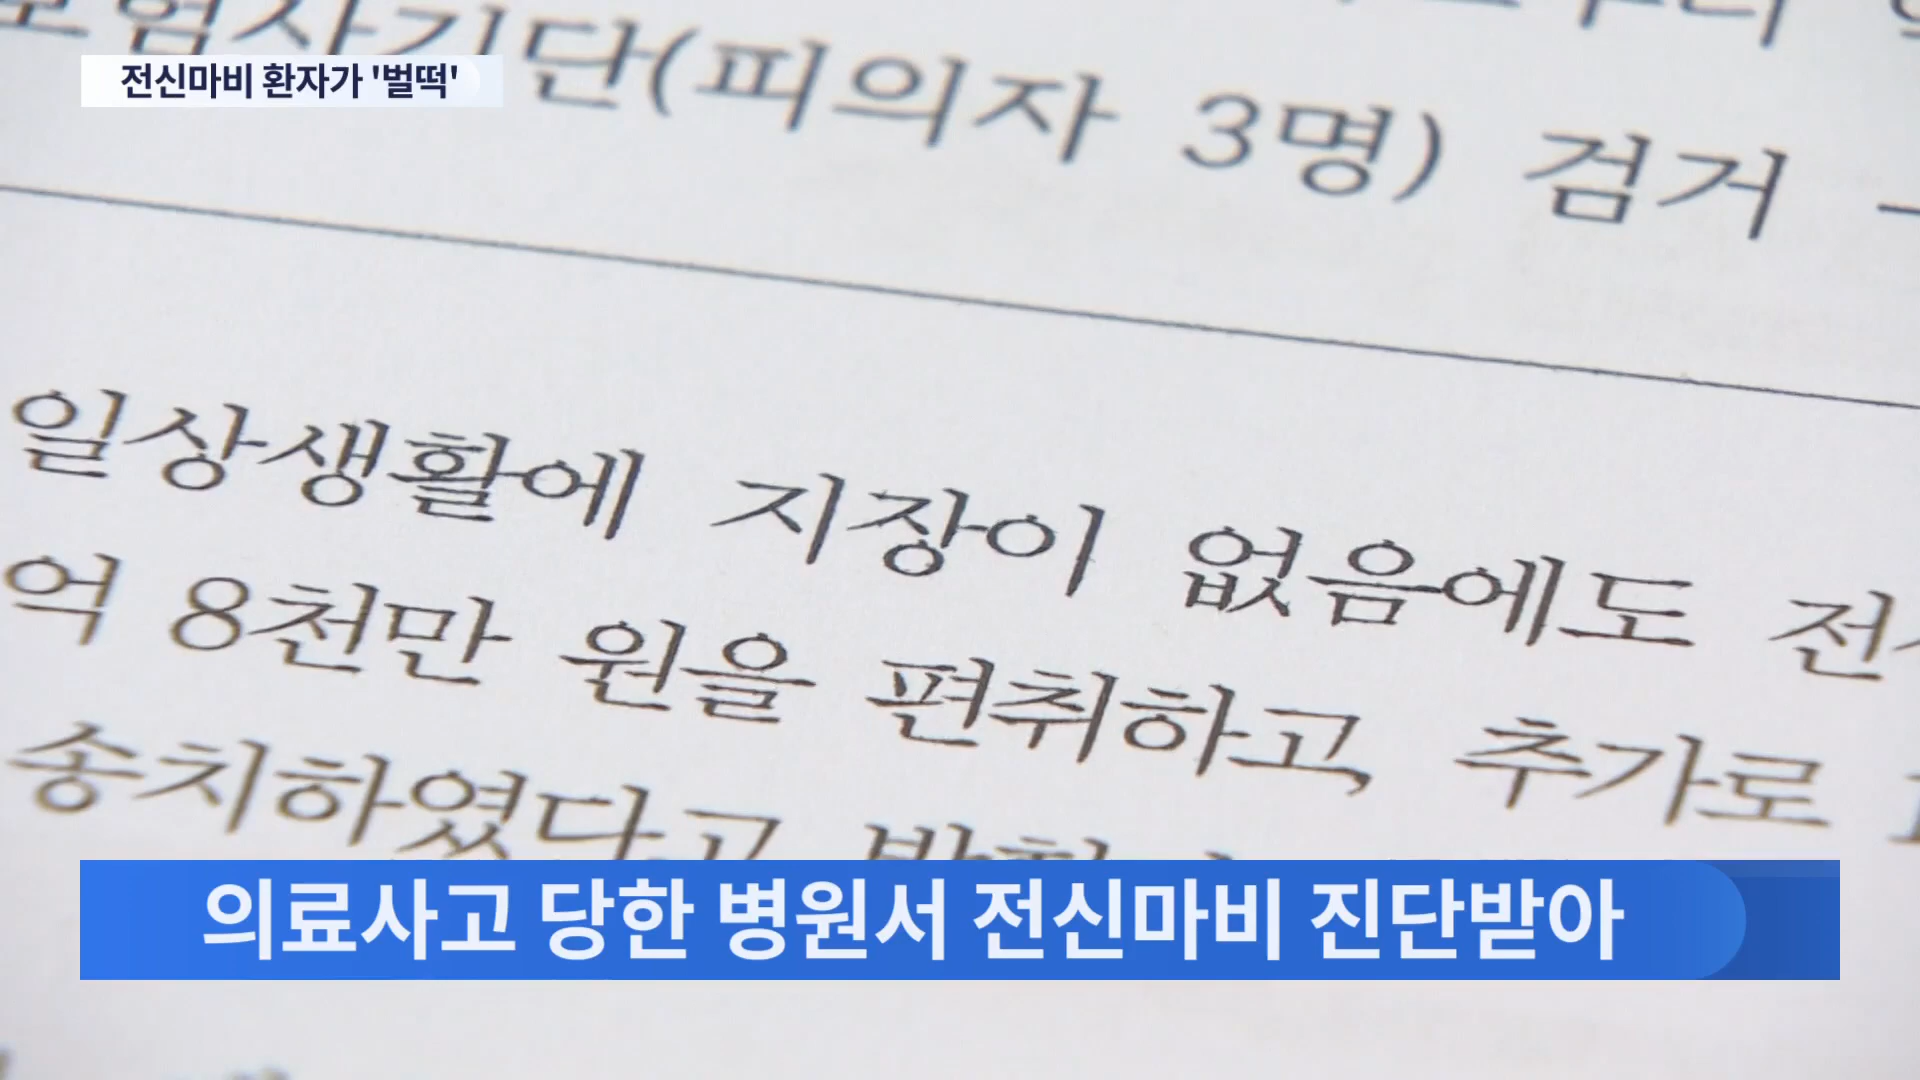 전신마비 환자가 '벌떡'
보험사기단(피의자 3명) 검거
일상생활에 지장이 없음에도
억 8천만 원을 편취하고, 추가로
송치하였다고
의료사고 당한 병원서 전신마비 진단받아